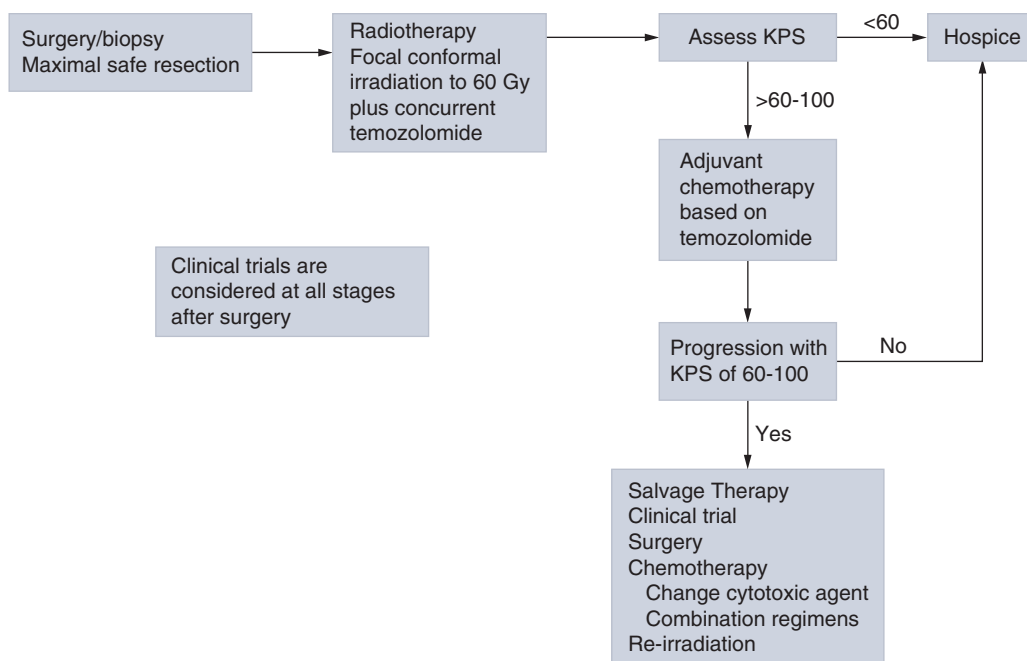 Surgery/biopsy
Maximal safe resection
Radiotherapy
Focal conformal
irradiation to 60 Gy
plus concurrent
temozolomide
Assess KPS
<60
Hospice
>60-100
Adjuvant
chemotherapy
based on
temozolomide
Clinical trials are
considered at all stages
after surgery
Progression with
KPS of 60-100
No
Yes
Salvage Therapy
Clinical trial
Surgery
Chemotherapy
Change cytotoxic agent
Combination regimens
Re-irradiation